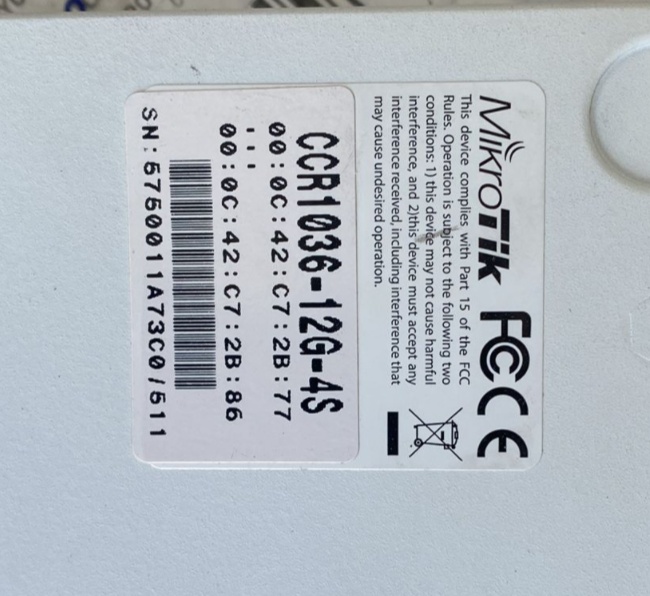 MikroTik FC CE
This device complies with Part 15 of the FCC
Rules. Operation is subject to the following two
conditions: 1) this device may not cause harmful
interference, and 2)this device must accept any
interference received, including interference that
may cause undesired operation.
CCR1036-12G-4S
00:0C:42:C7:2B:77
...
00:0C:42:C7:2B:86
SN:5750011A73C0/511